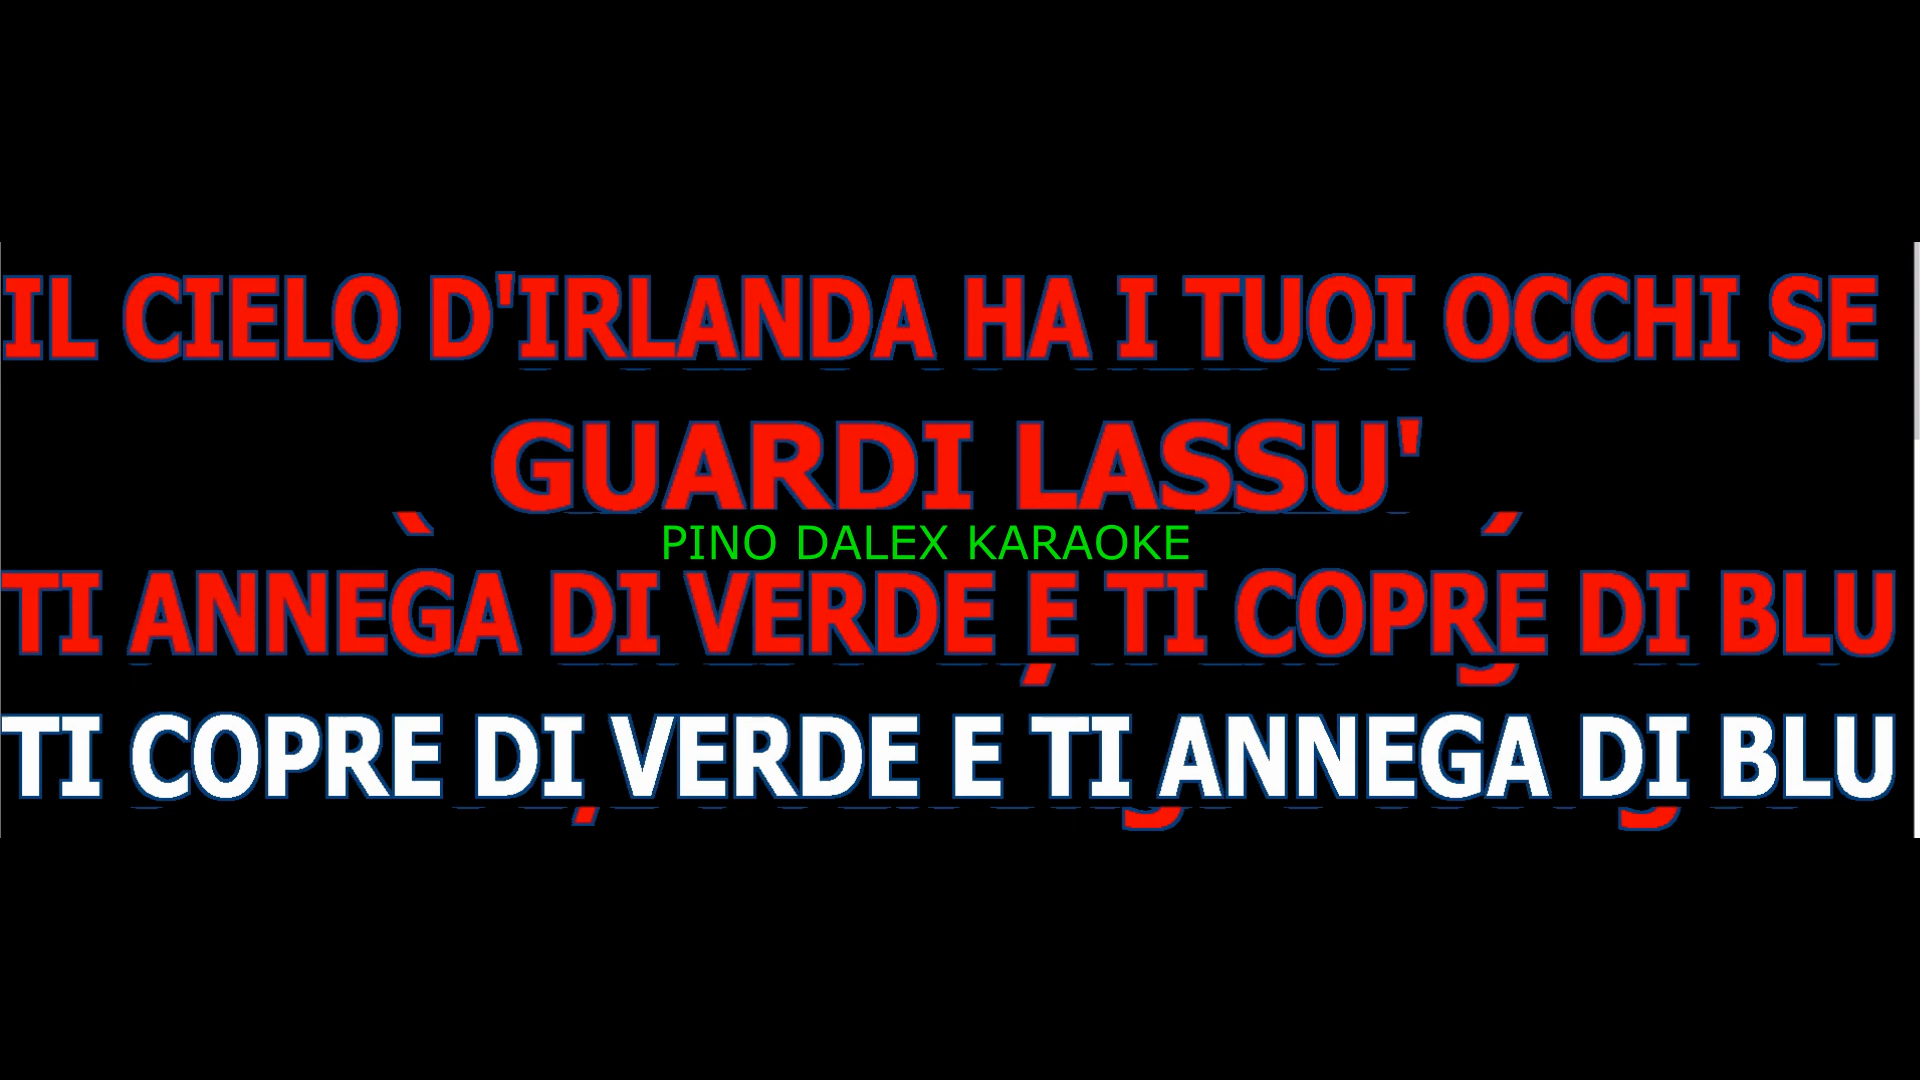 IL CIELO D'IRLANDA HA I TUOI OCCHI SE
GUARDI LASSU'
PINO DALEX KARAOKE
TI ANNEGA DI VERDE E TI COPRE DI BLU
TI COPRE DI VERDE E TI ANNEGA DI BLU